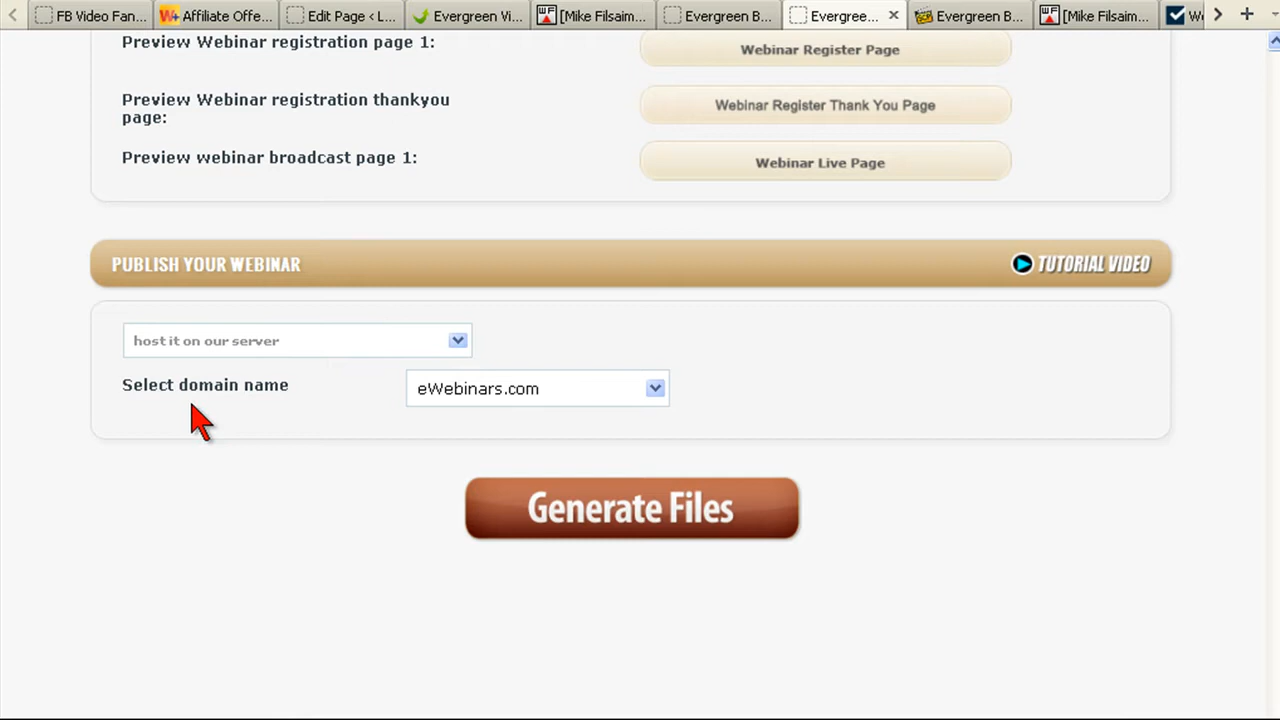 FB Video Fan...
W+ Affiliate Offe...
Edit Page < L...
Evergreen Vi...
[Mike Filsaim...
Evergreen B...
Evergree...
Evergreen B...
[Mike Filsaim...
Preview Webinar registration page 1:
Webinar Register Page
Preview Webinar registration thankyou
page:
Webinar Register Thank You Page
Preview webinar broadcast page 1:
Webinar Live Page
PUBLISH YOUR WEBINAR
TUTORIAL VIDEO
host it on our server
Select domain name
eWebinars.com
Generate Files